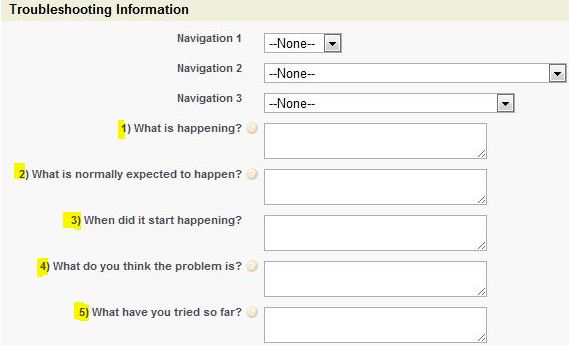 Troubleshooting Information
Navigation 1 --None--
Navigation 2 --None--
Navigation 3 --None--
1) What is happening?
2) What is normally expected to happen?
3) When did it start happening?
4) What do you think the problem is?
5) What have you tried so far?